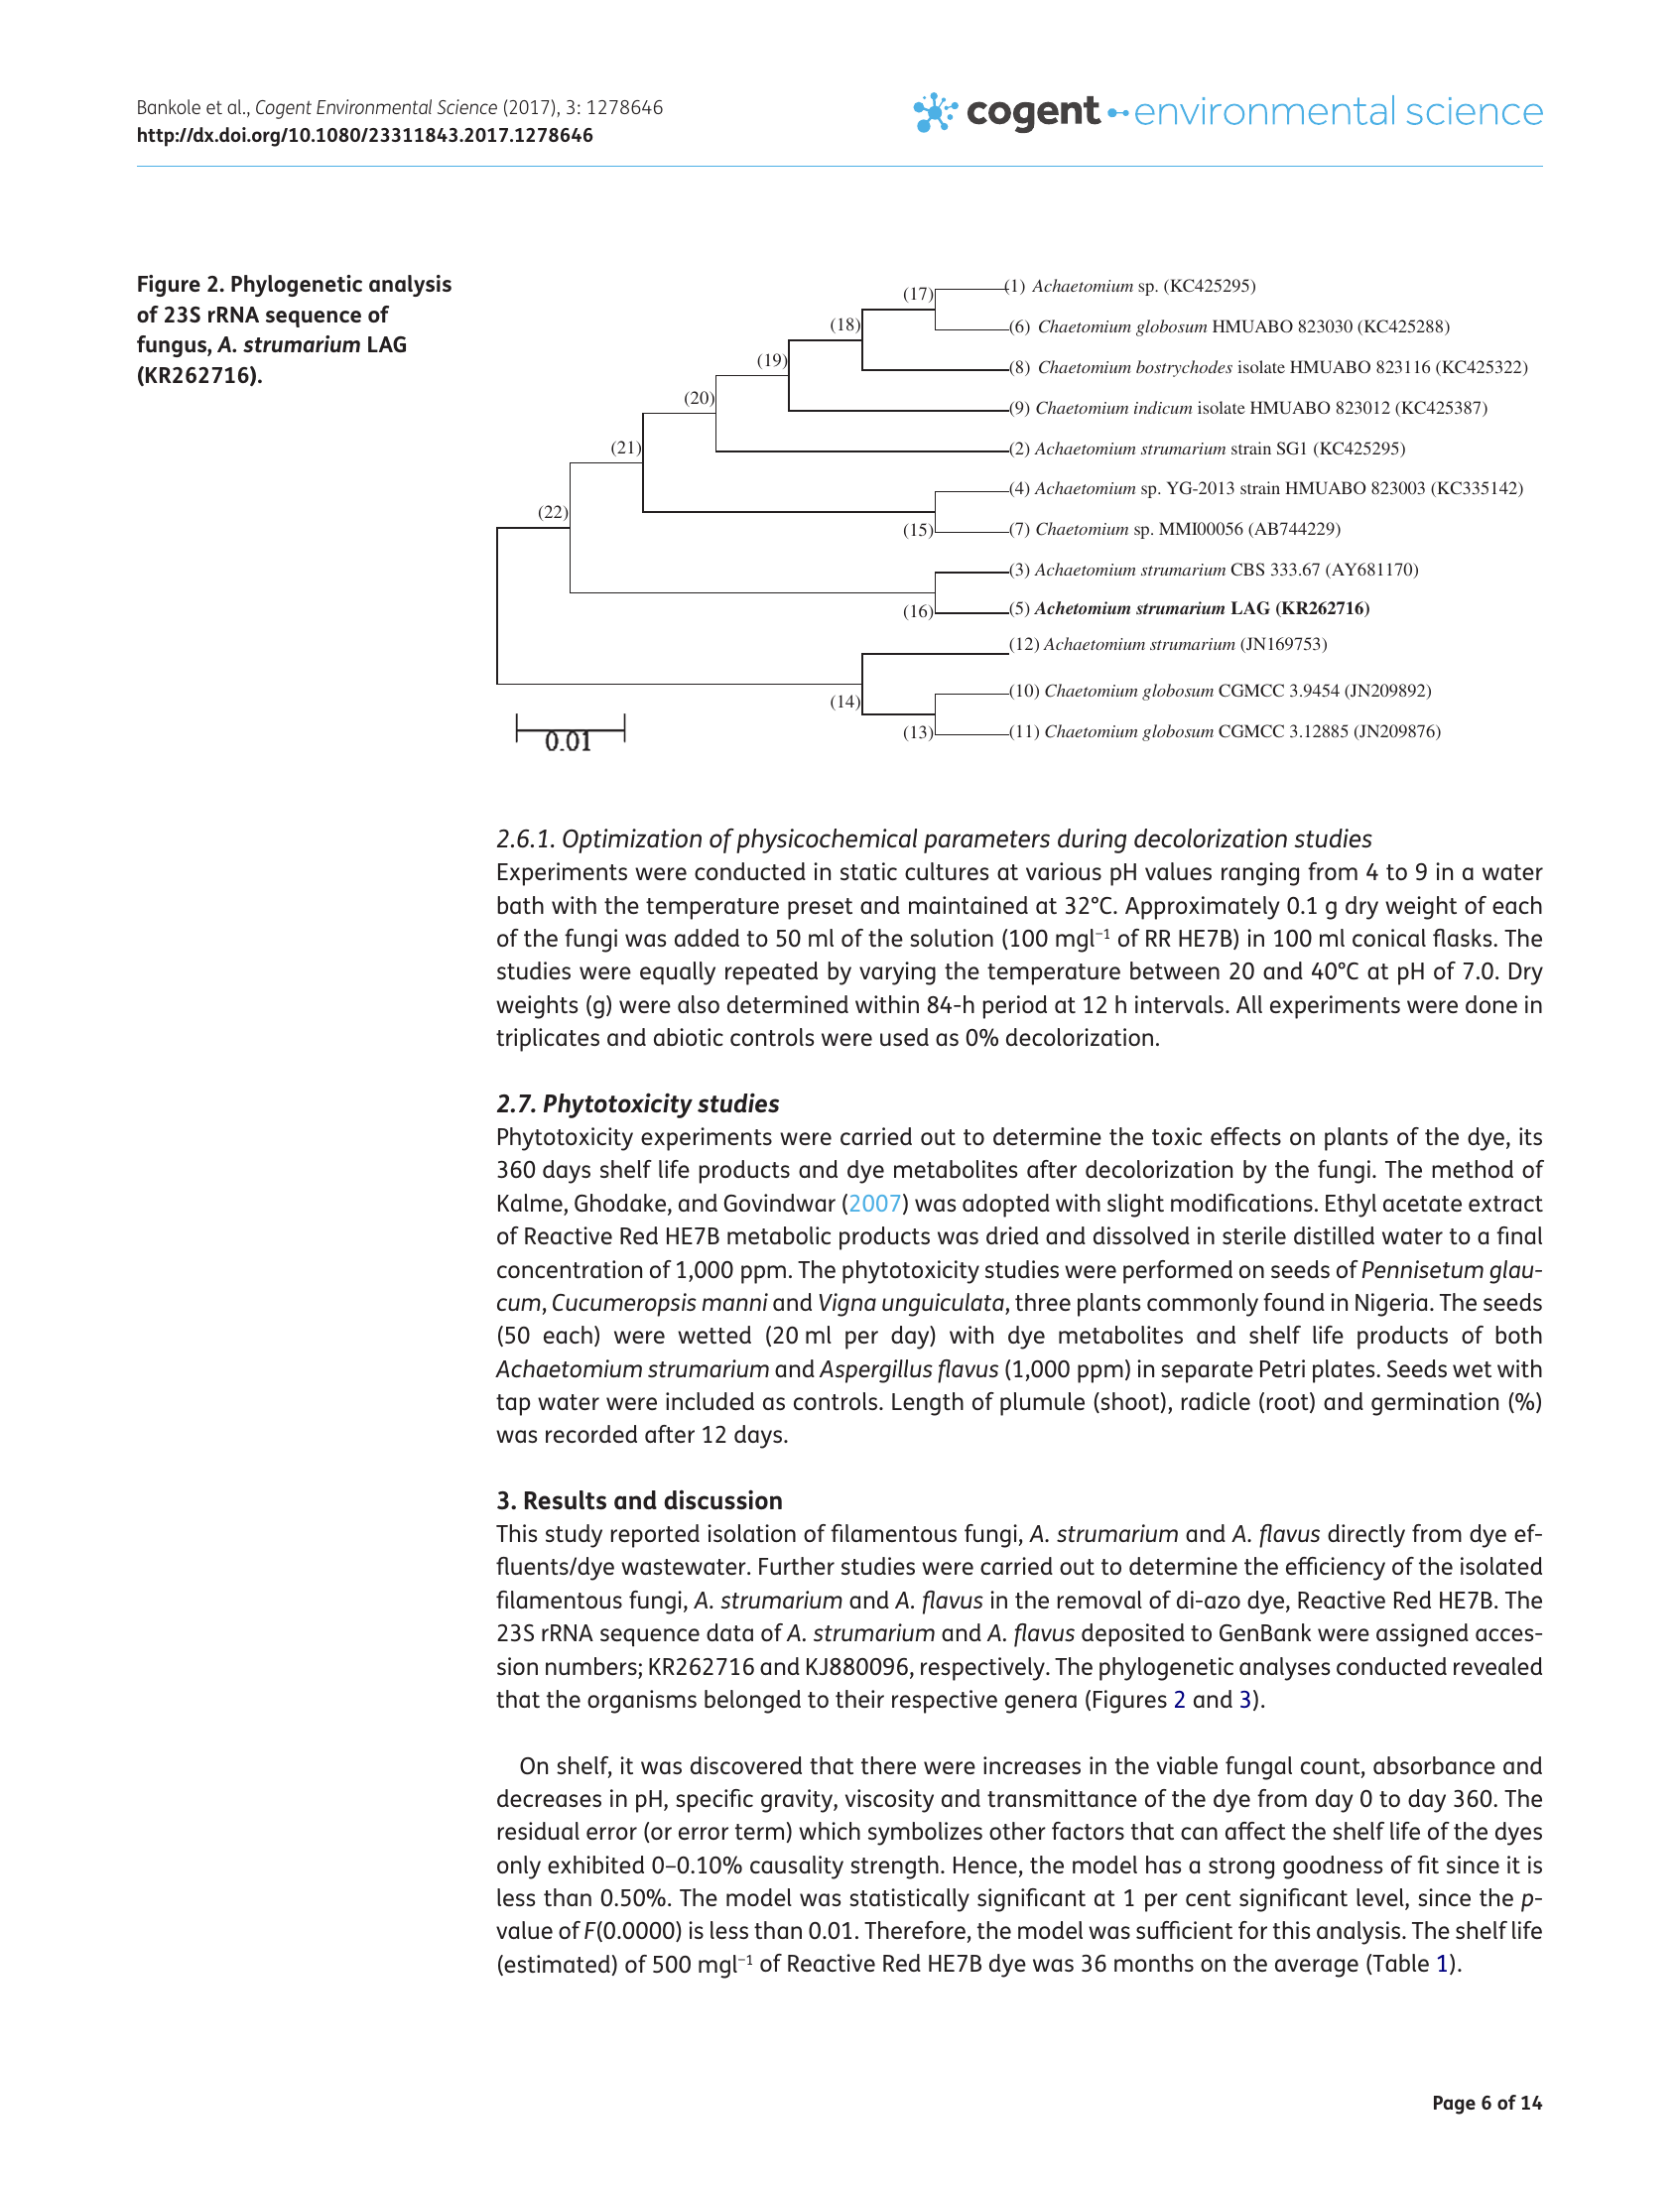 Bankole et al., Cogent Environmental Science (2017), 3: 1278646
http://dx.doi.org/10.1080/23311843.2017.1278646
cogent environmental science
Figure 2. Phylogenetic analysis
of 23S rRNA sequence of
fungus, A. strumarium LAG
(KR262716).
(17)
(1) Achaetomium sp. (KC425295)
(18)
(6) Chaetomium globosum HMUABO 823030 (KC425288)
(19)
(8) Chaetomium bostrychodes isolate HMUABO 823116 (KC425322)
(20)
(9) Chaetomium indicum isolate HMUABO 823012 (KC425387)
(21)
(2) Achaetomium strumarium strain SG1 (KC425295)
(4) Achaetomium sp. YG-2013 strain HMUABO 823003 (KC335142)
(22)
(15)
(7) Chaetomium sp. MMI00056 (AB744229)
(3) Achaetomium strumarium CBS 333.67 (AY681170)
(16)
(5) Achetomium strumarium LAG (KR262716)
(12) Achaetomium strumarium (JN169753)
(14)
(10) Chaetomium globosum CGMCC 3.9454 (JN209892)
(13)
(11) Chaetomium globosum CGMCC 3.12885 (JN209876)
0.01
2.6.1. Optimization of physicochemical parameters during decolorization studies
Experiments were conducted in static cultures at various pH values ranging from 4 to 9 in a water
bath with the temperature preset and maintained at 32°C. Approximately 0.1 g dry weight of each
of the fungi was added to 50 ml of the solution (100 mgl⁻¹ of RR HE7B) in 100 ml conical flasks. The
studies were equally repeated by varying the temperature between 20 and 40°C at pH of 7.0. Dry
weights (g) were also determined within 84-h period at 12 h intervals. All experiments were done in
triplicates and abiotic controls were used as 0% decolorization.
2.7. Phytotoxicity studies
Phytotoxicity experiments were carried out to determine the toxic effects on plants of the dye, its
360 days shelf life products and dye metabolites after decolorization by the fungi. The method of
Kalme, Ghodake, and Govindwar (2007) was adopted with slight modifications. Ethyl acetate extract
of Reactive Red HE7B metabolic products was dried and dissolved in sterile distilled water to a final
concentration of 1,000 ppm. The phytotoxicity studies were performed on seeds of Pennisetum glau-
cum, Cucumeropsis manni and Vigna unguiculata, three plants commonly found in Nigeria. The seeds
(50 each) were wetted (20 ml per day) with dye metabolites and shelf life products of both
Achaetomium strumarium and Aspergillus flavus (1,000 ppm) in separate Petri plates. Seeds wet with
tap water were included as controls. Length of plumule (shoot), radicle (root) and germination (%)
was recorded after 12 days.
3. Results and discussion
This study reported isolation of filamentous fungi, A. strumarium and A. flavus directly from dye ef-
fluents/dye wastewater. Further studies were carried out to determine the efficiency of the isolated
filamentous fungi, A. strumarium and A. flavus in the removal of di-azo dye, Reactive Red HE7B. The
23S rRNA sequence data of A. strumarium and A. flavus deposited to GenBank were assigned acces-
sion numbers; KR262716 and KJ880096, respectively. The phylogenetic analyses conducted revealed
that the organisms belonged to their respective genera (Figures 2 and 3).
On shelf, it was discovered that there were increases in the viable fungal count, absorbance and
decreases in pH, specific gravity, viscosity and transmittance of the dye from day 0 to day 360. The
residual error (or error term) which symbolizes other factors that can affect the shelf life of the dyes
only exhibited 0–0.10% causality strength. Hence, the model has a strong goodness of fit since it is
less than 0.50%. The model was statistically significant at 1 per cent significant level, since the p-
value of F(0.0000) is less than 0.01. Therefore, the model was sufficient for this analysis. The shelf life
(estimated) of 500 mgl⁻¹ of Reactive Red HE7B dye was 36 months on the average (Table 1).
Page 6 of 14